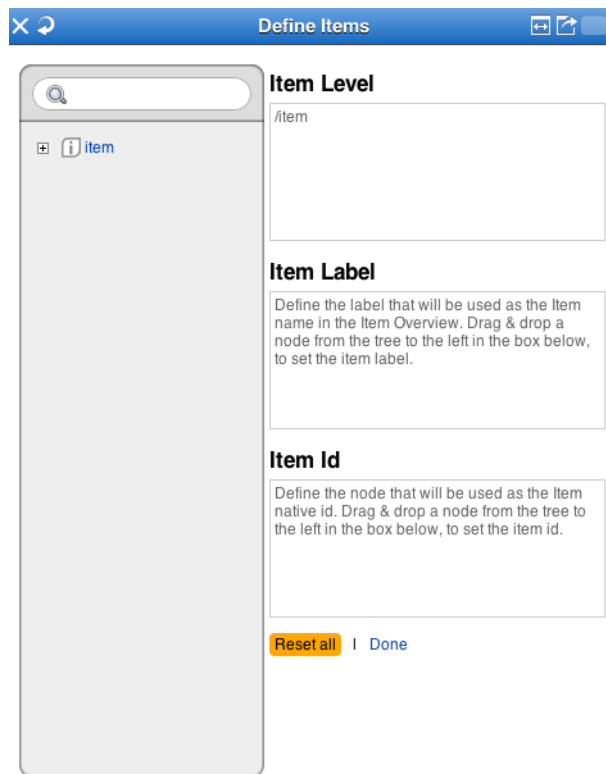 Define Items
item
Item Level
/item
Item Label
Define the label that will be used as the Item
name in the Item Overview. Drag & drop a
node from the tree to the left in the box below,
to set the item label.
Item Id
Define the node that will be used as the Item
native id. Drag & drop a node from the tree to
the left in the box below, to set the item id.
Reset all | Done